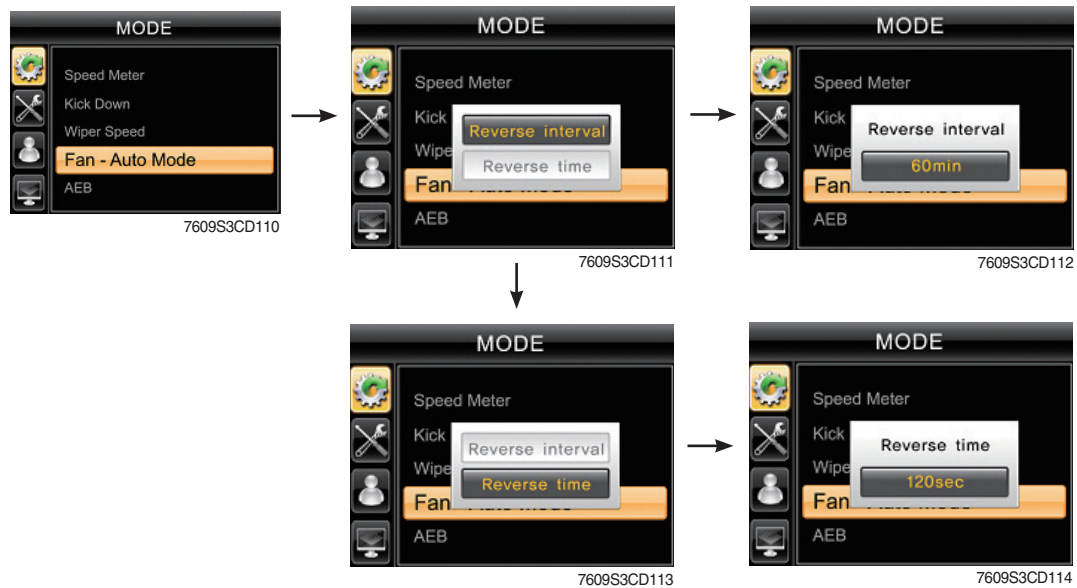 MODE
Speed Meter
Kick Down
Wiper Speed
Fan - Auto Mode
AEB
7609S3CD110
MODE
Speed Meter
Kick
Reverse interval
Wipe
Reverse time
Fan - Auto Mode
AEB
7609S3CD111
MODE
Speed Meter
Kick
Reverse interval
Wipe
60min
Fan
AEB
7609S3CD112
MODE
Speed Meter
Kick
Reverse interval
Wipe
Reverse time
Fan
AEB
7609S3CD113
MODE
Speed Meter
Kick
Reverse time
Wipe
120sec
Fan
AEB
7609S3CD114